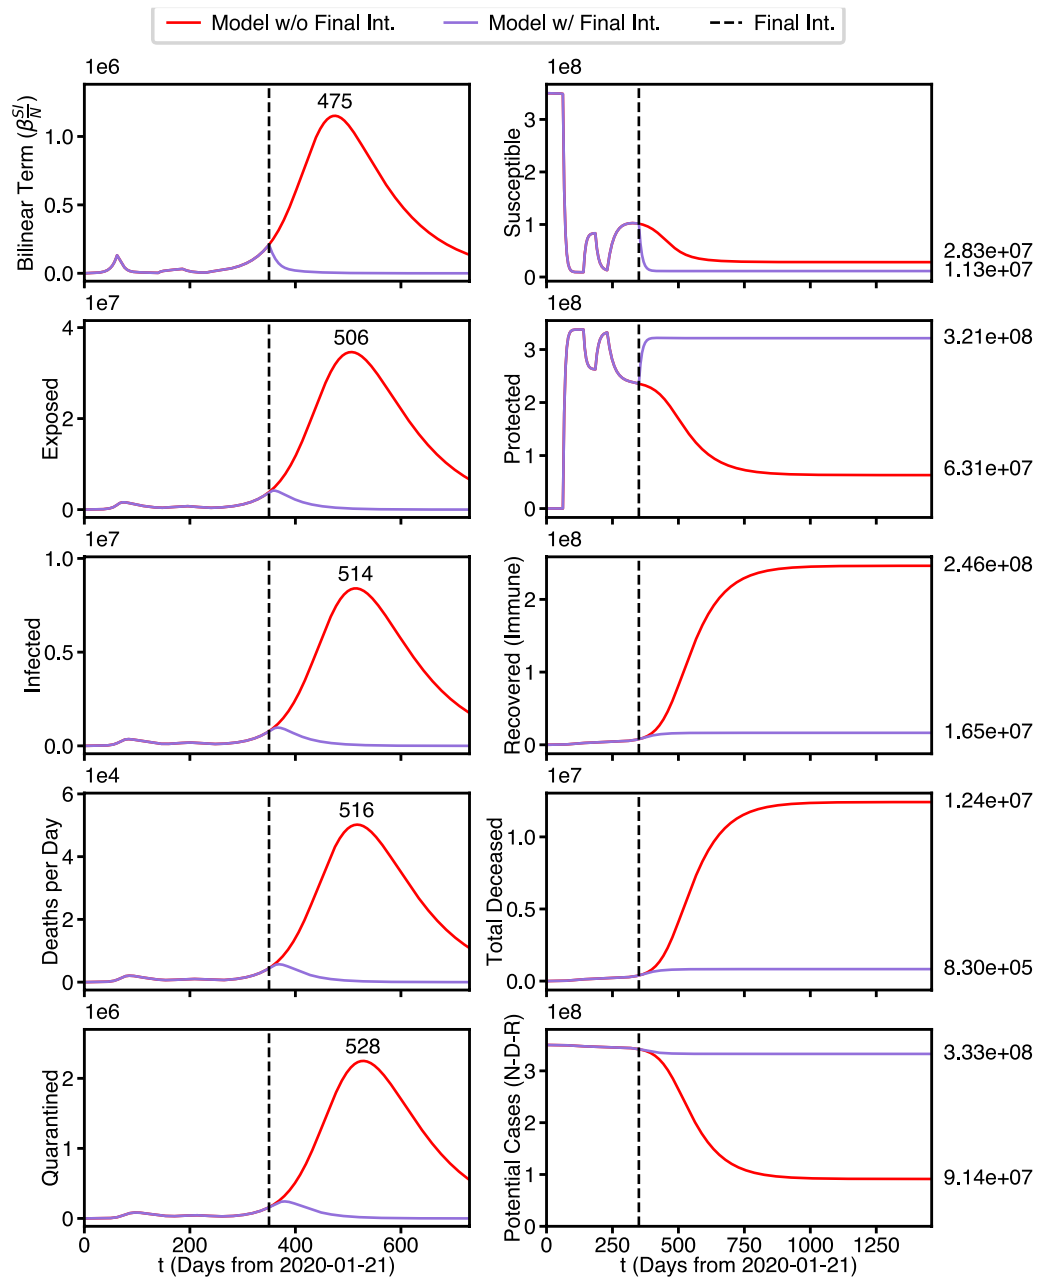 Model w/o Final Int. Model w/ Final Int. Final Int.
1e6
Bilinear Term (β SI/N)
1.0
0.5
0.0
475
1e8
Susceptible
3
2
1
0
2.83e+07
1.13e+07
1e7
Exposed
4
2
0
506
1e8
Protected
3
2
1
0
3.21e+08
6.31e+07
1e7
Infected
1.0
0.5
0.0
514
1e8
Recovered (Immune)
2
1
0
2.46e+08
1.65e+07
1e4
Deaths per Day
6
4
2
0
516
1e7
Total Deceased
1.0
0.5
0.0
1.24e+07
8.30e+05
1e6
Quarantined
2
1
0
528
0 200 400 600
t (Days from 2020-01-21)
1e8
Potential Cases (N-D-R)
3
2
1
0
3.33e+08
9.14e+07
0 250 500 750 1000 1250
t (Days from 2020-01-21)